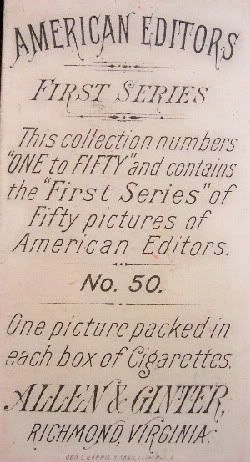 AMERICAN EDITORS
FIRST SERIES
This collection numbers
"ONE to FIFTY" and contains
the "First Series" of
Fifty pictures of
American Editors.
No. 50.
One picture packed in
each box of Cigarettes.
ALLEN & GINTER,
RICHMOND, VIRGINIA.